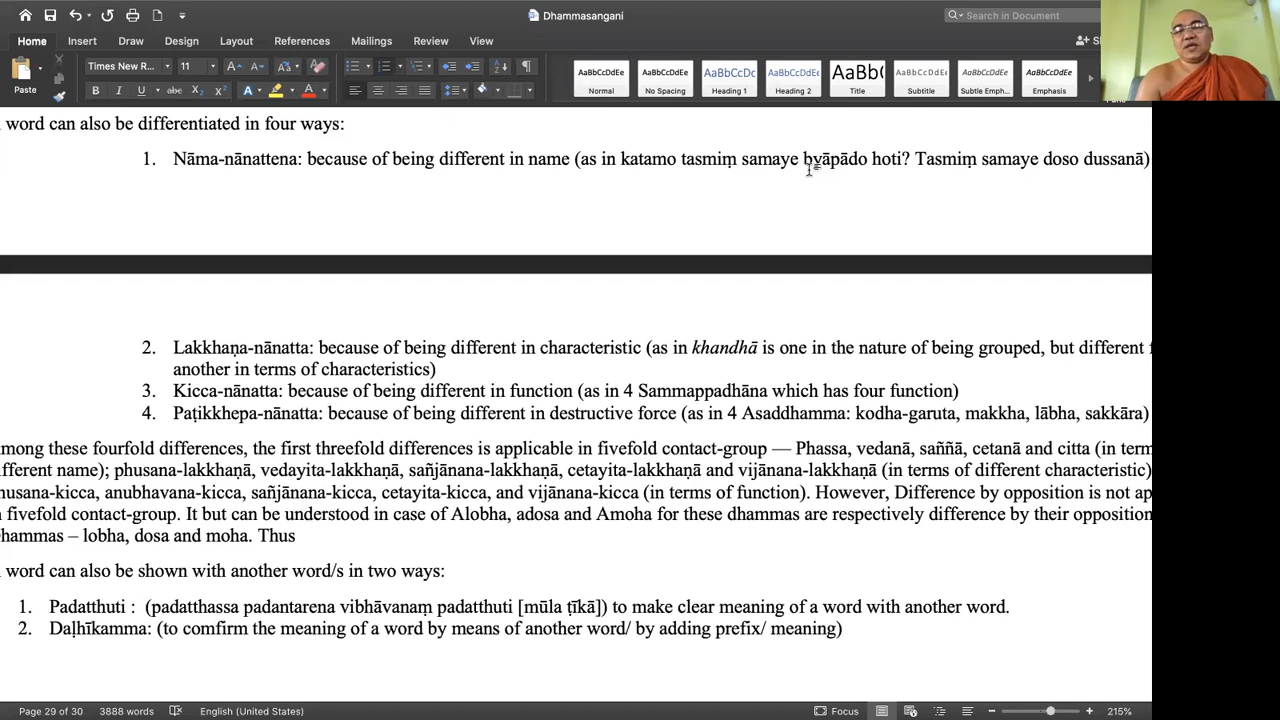 Dhammasangani
Search in Document
Home Insert Draw Design Layout References Mailings Review View
Paste
Times New R... 11
AaBbCcDdEe AaBbCcDdEe AaBbCcDc AaBbCcDdEe AaBb( AaBbCcDdEe AaBbCcDdEe AaBbCcDdEe
Normal No Spacing Heading 1 Heading 2 Title Subtitle Subtle Emph... Emphasis
word can also be differentiated in four ways:
1. Nāma-nānattena: because of being different in name (as in katamo tasmiṃ samaye byāpādo hoti? Tasmiṃ samaye doso dussanā)
2. Lakkhaṇa-nānatta: because of being different in characteristic (as in khandhā is one in the nature of being grouped, but different
another in terms of characteristics)
3. Kicca-nānatta: because of being different in function (as in 4 Sammappadhāna which has four function)
4. Paṭikkhepa-nānatta: because of being different in destructive force (as in 4 Asaddhamma: kodha-garuta, makkha, lābha, sakkāra)
mong these fourfold differences, the first threefold differences is applicable in fivefold contact-group — Phassa, vedanā, saññā, cetanā and citta (in term
ifferent name); phusana-lakkhaṇā, vedayita-lakkhaṇā, sañjānana-lakkhaṇā, cetayita-lakkhaṇā and vijānana-lakkhaṇā (in terms of different characteristic)
husana-kicca, anubhavana-kicca, sañjānana-kicca, cetayita-kicca, and vijānana-kicca (in terms of function). However, Difference by opposition is not ap
fivefold contact-group. It but can be understood in case of Alobha, adosa and Amoha for these dhammas are respectively difference by their opposition
hammas – lobha, dosa and moha. Thus
word can also be shown with another word/s in two ways:
1. Padatthuti : (padatthassa padantarena vibhāvanaṃ padatthuti [mūla ṭīkā]) to make clear meaning of a word with another word.
2. Daḷhīkamma: (to comfirm the meaning of a word by means of another word/ by adding prefix/ meaning)
Page 29 of 30 3888 words English (United States) Focus 215%